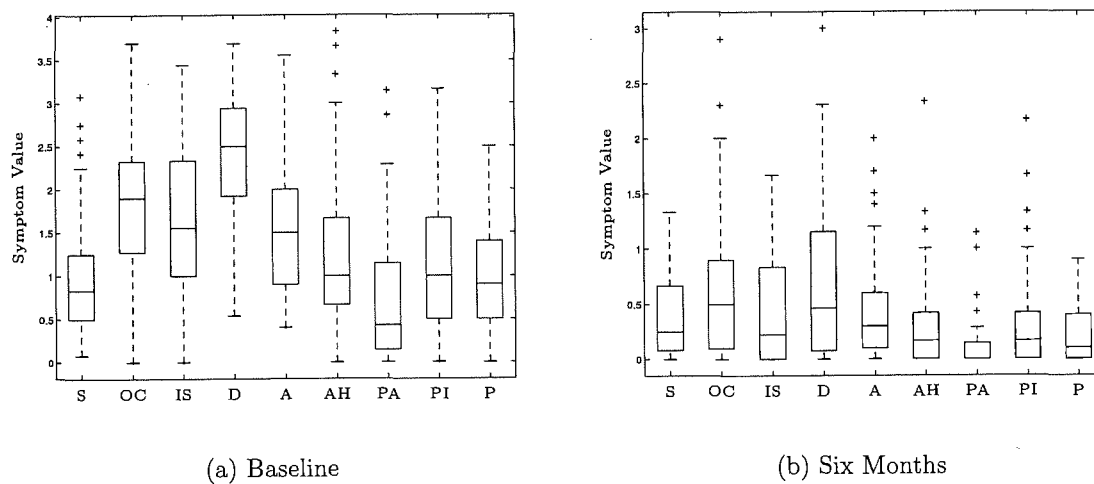 4
3.5
3
2.5
2
1.5
1
0.5
0
Symptom Value
S OC IS D A AH PA PI P
(a) Baseline
3
2.5
2
1.5
1
0.5
0
Symptom Value
S OC IS D A AH PA PI P
(b) Six Months